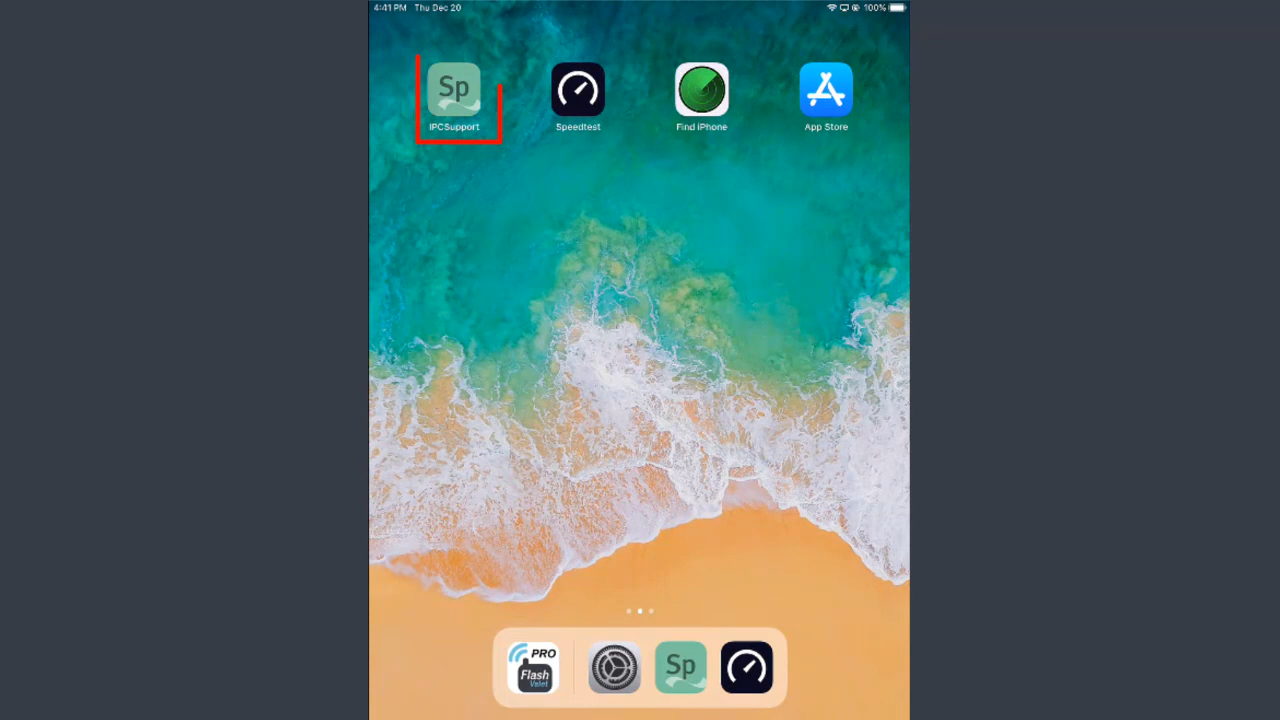 4:41 PM Thu Dec 20
100%
Sp
IPCSupport
Speedtest
Find iPhone
App Store
PRO
Flash
Valet
Sp